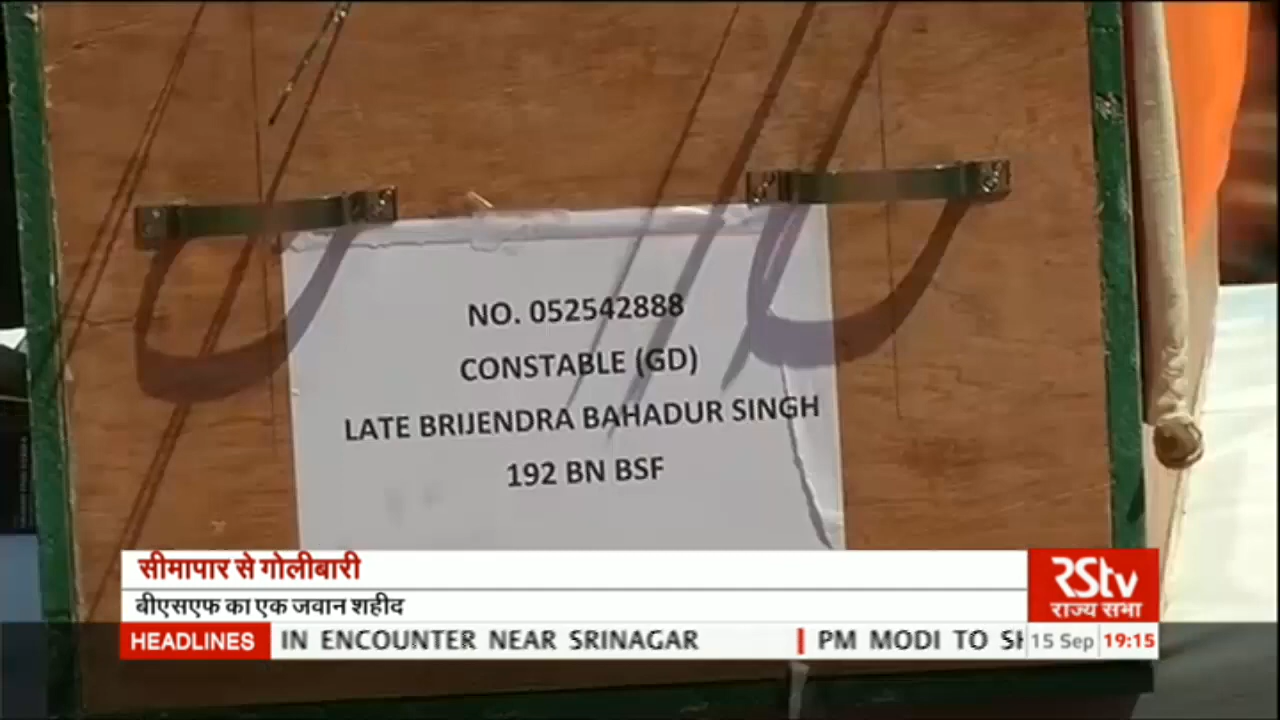 NO. 052542888
CONSTABLE (GD)
LATE BRIJENDRA BAHADUR SINGH
192 BN BSF
सीमापार से गोलीबारी
बीएसएफ का एक जवान शहीद
RSTV
राज्य सभा
HEADLINES IN ENCOUNTER NEAR SRINAGAR | PM MODI TO 15 Sep 19:15